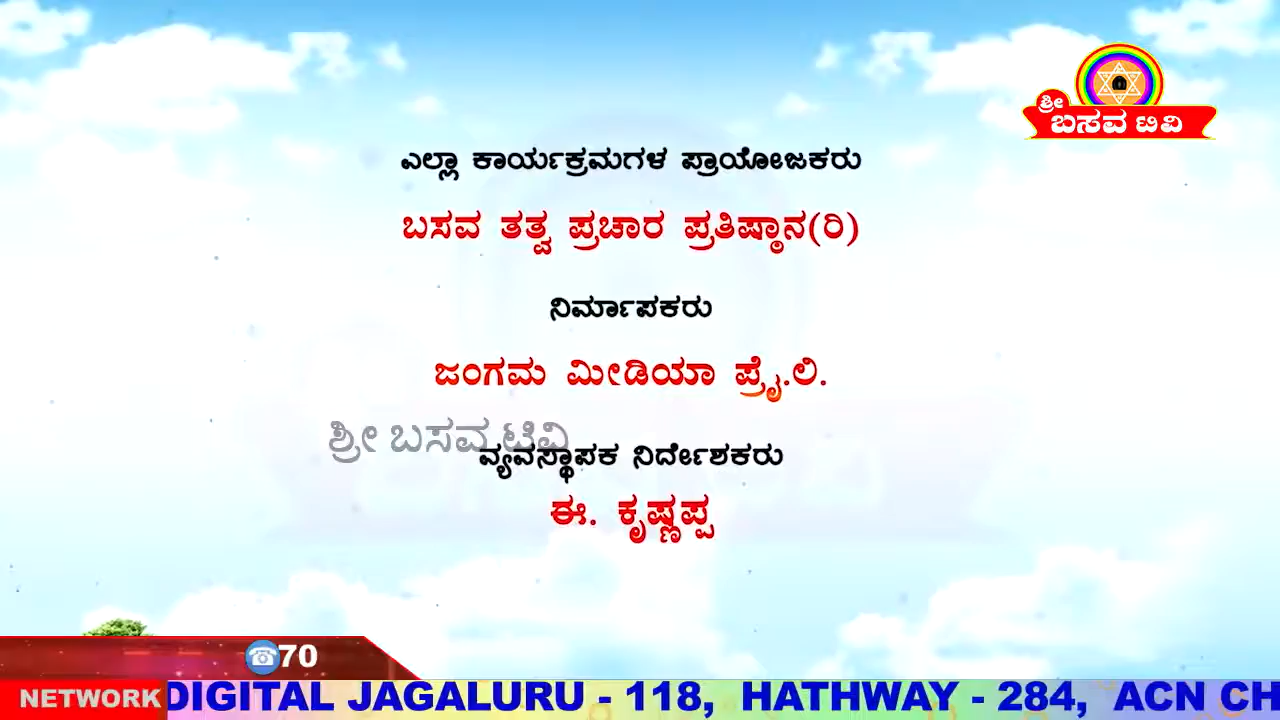 ಶ್ರೀ
ಬಸವ ಟಿವಿ
ಎಲ್ಲಾ ಕಾರ್ಯಕ್ರಮಗಳ ಪ್ರಾಯೋಜಕರು
ಬಸವ ತತ್ವ ಪ್ರಚಾರ ಪ್ರತಿಷ್ಠಾನ(ರಿ)
ನಿರ್ಮಾಪಕರು
ಜಂಗಮ ಮೀಡಿಯಾ ಪ್ರೈ.ಲಿ.
ಶ್ರೀ ಬಸವ ಟಿವಿ
ವ್ಯವಸ್ಥಾಪಕ ನಿರ್ದೇಶಕರು
ಈ. ಕೃಷ್ಣಪ್ಪ
☎70
NETWORK DIGITAL JAGALURU - 118, HATHWAY - 284, ACN CH